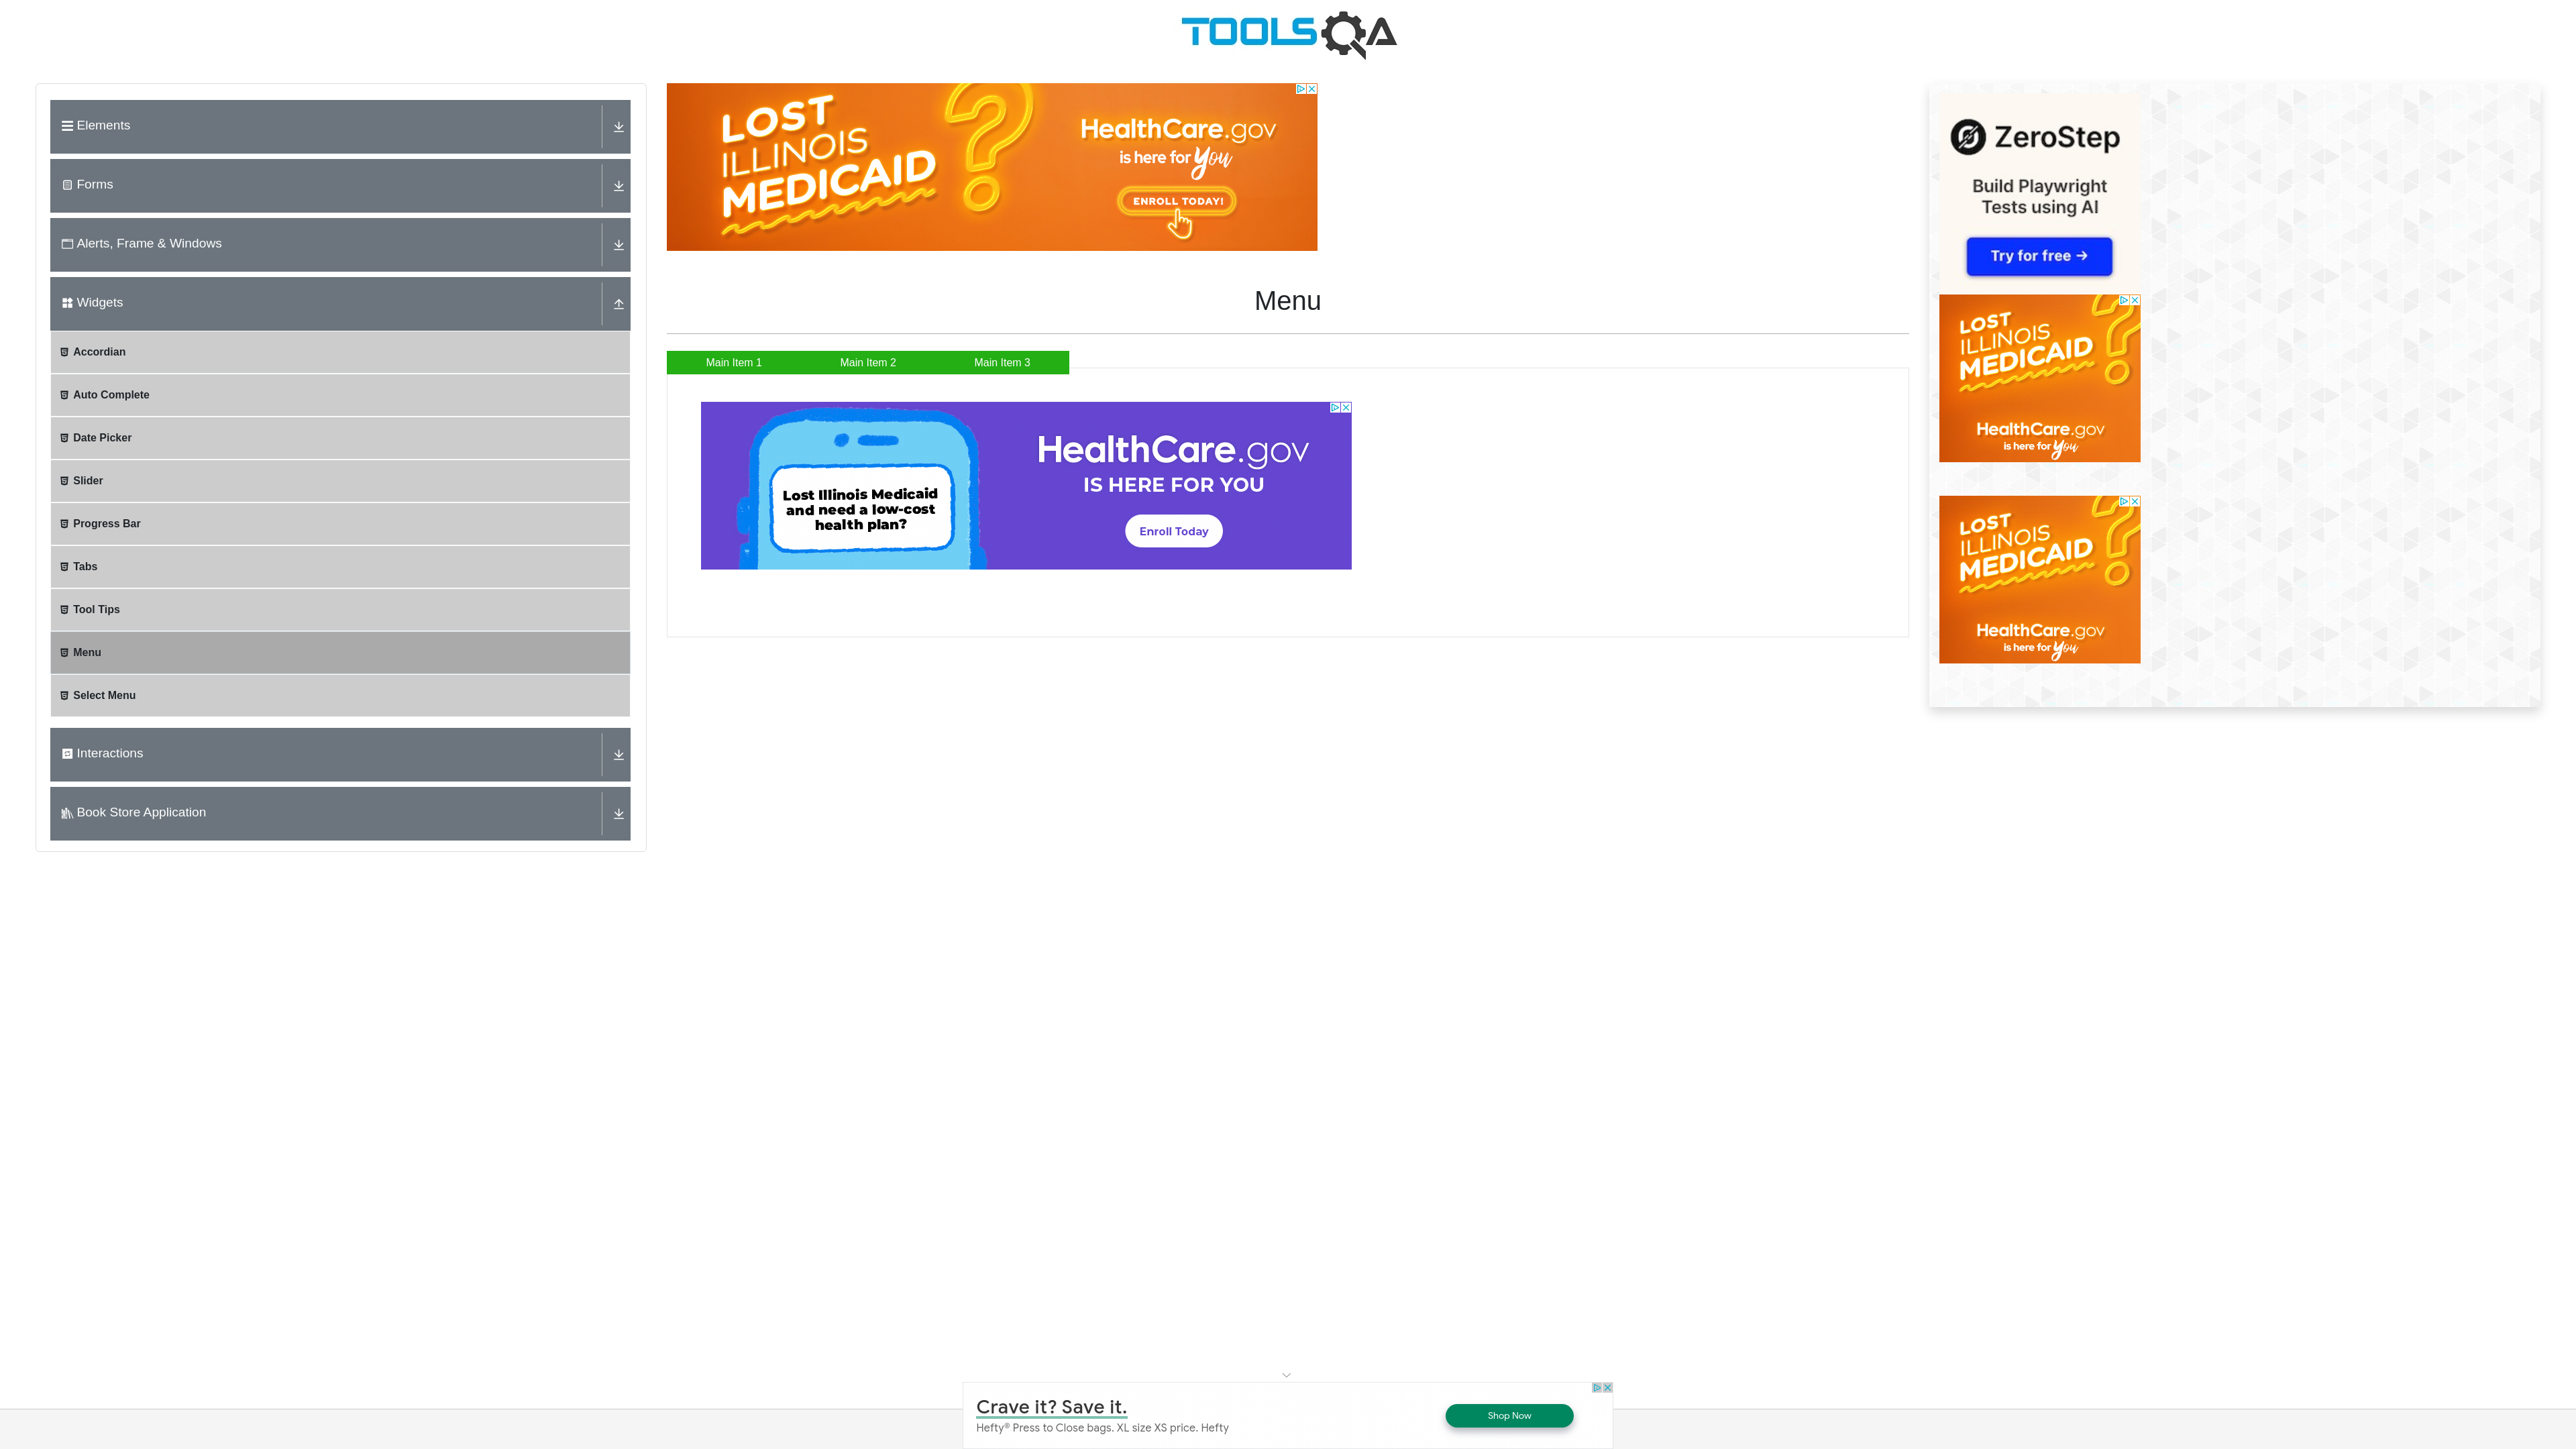 TOOLSQA
Elements
Forms
Alerts, Frame & Windows
Widgets
Accordian
Auto Complete
Date Picker
Slider
Progress Bar
Tabs
Tool Tips
Menu
Select Menu
Interactions
Book Store Application
LOST
ILLINOIS
MEDICAID
?
HealthCare.gov
is here for you
ENROLL TODAY!
Menu
Main Item 1
Main Item 2
Main Item 3
Lost Illinois Medicaid
and need a low-cost
health plan?
HealthCare.gov
IS HERE FOR YOU
Enroll Today
ZeroStep
Build Playwright
Tests using AI
Try for free →
LOST
ILLINOIS
MEDICAID
?
HealthCare.gov
is here for you
LOST
ILLINOIS
MEDICAID
?
HealthCare.gov
is here for you
Crave it? Save it.
Hefty® Press to Close bags. XL size XS price. Hefty
Shop Now